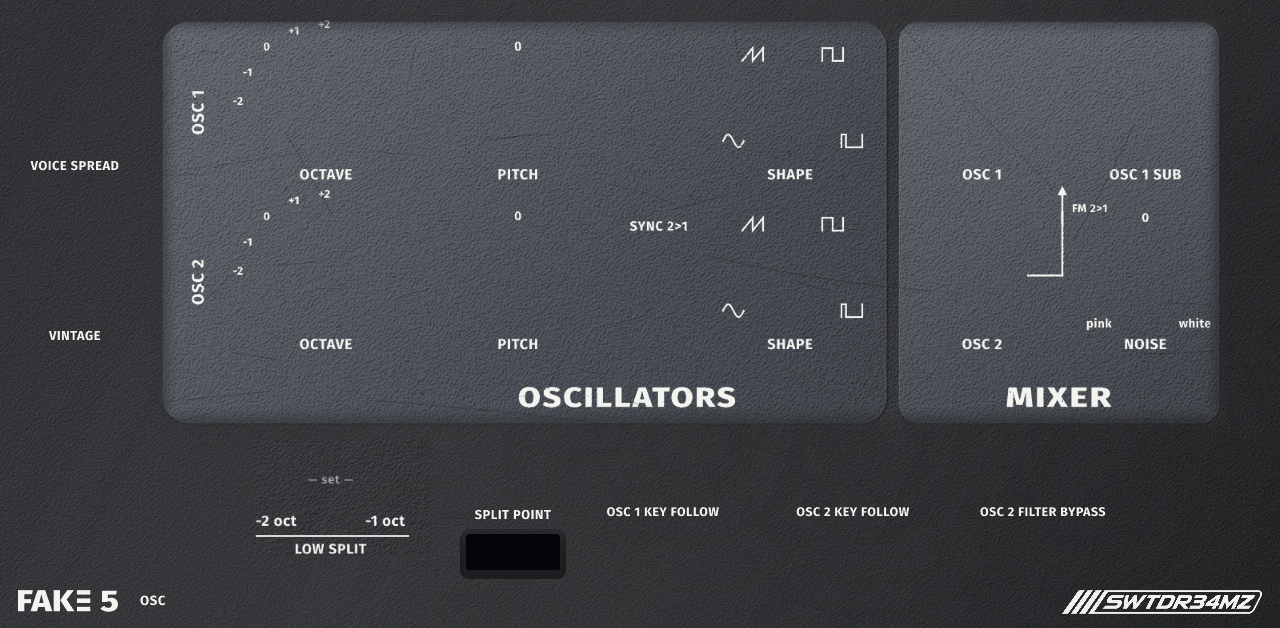 +1 +2
0 0
-1
-2
OSC 1
VOICE SPREAD
OCTAVE PITCH SHAPE OSC 1 OSC 1 SUB
+1 +2
0 0 SYNC 2>1 FM 2>1 0
-1
-2
OSC 2
VINTAGE
pink white
OCTAVE PITCH SHAPE OSC 2 NOISE
OSCILLATORS MIXER
— set —
-2 oct -1 oct
LOW SPLIT
SPLIT POINT OSC 1 KEY FOLLOW OSC 2 KEY FOLLOW OSC 2 FILTER BYPASS
FAKE 5 OSC
SWTDR34MZ